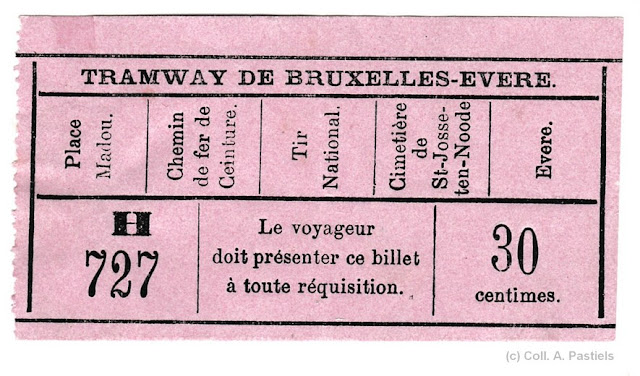 TRAMWAY DE BRUXELLES-EVERE.
Place
Madou.
Chemin
de fer de
Ceinture.
Tir
National.
Cimetière
de
St-Josse-
ten-Noode
Evere.
H
727
Le voyageur
doit présenter ce billet
à toute réquisition.
30
centimes.
(c) Coll. A. Pastiels